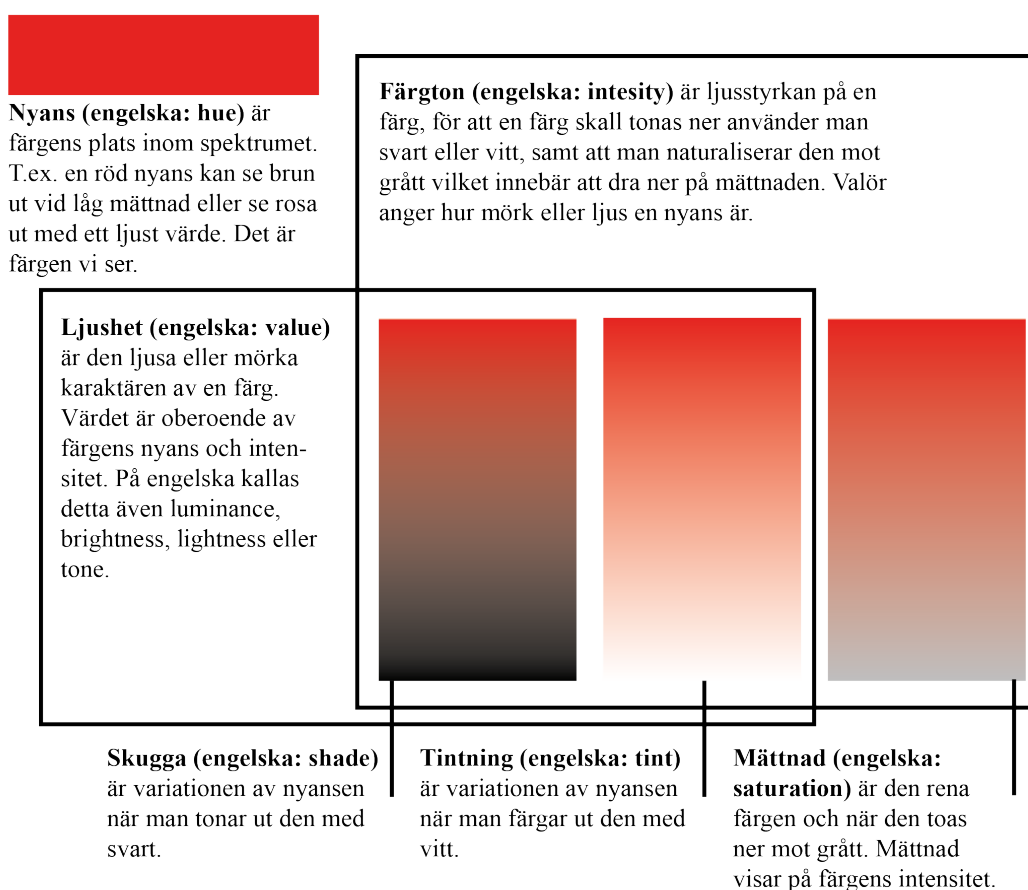 Nyans (engelska: hue) är
färgens plats inom spektrumet.
T.ex. en röd nyans kan se brun
ut vid låg mättnad eller se rosa
ut med ett ljust värde. Det är
färgen vi ser.
Färgton (engelska: intesity) är ljusstyrkan på en
färg, för att en färg skall tonas ner använder man
svart eller vitt, samt att man naturaliserar den mot
grått vilket innebär att dra ner på mättnaden. Valör
anger hur mörk eller ljus en nyans är.
Ljushet (engelska: value)
är den ljusa eller mörka
karaktären av en färg.
Värdet är oberoende av
färgens nyans och inten-
sitet. På engelska kallas
detta även luminance,
brightness, lightness eller
tone.
Skugga (engelska: shade)
är variationen av nyansen
när man tonar ut den med
svart.
Tintning (engelska: tint)
är variationen av nyansen
när man färgar ut den med
vitt.
Mättnad (engelska:
saturation) är den rena
färgen och när den toas
ner mot grått. Mättnad
visar på färgens intensitet.